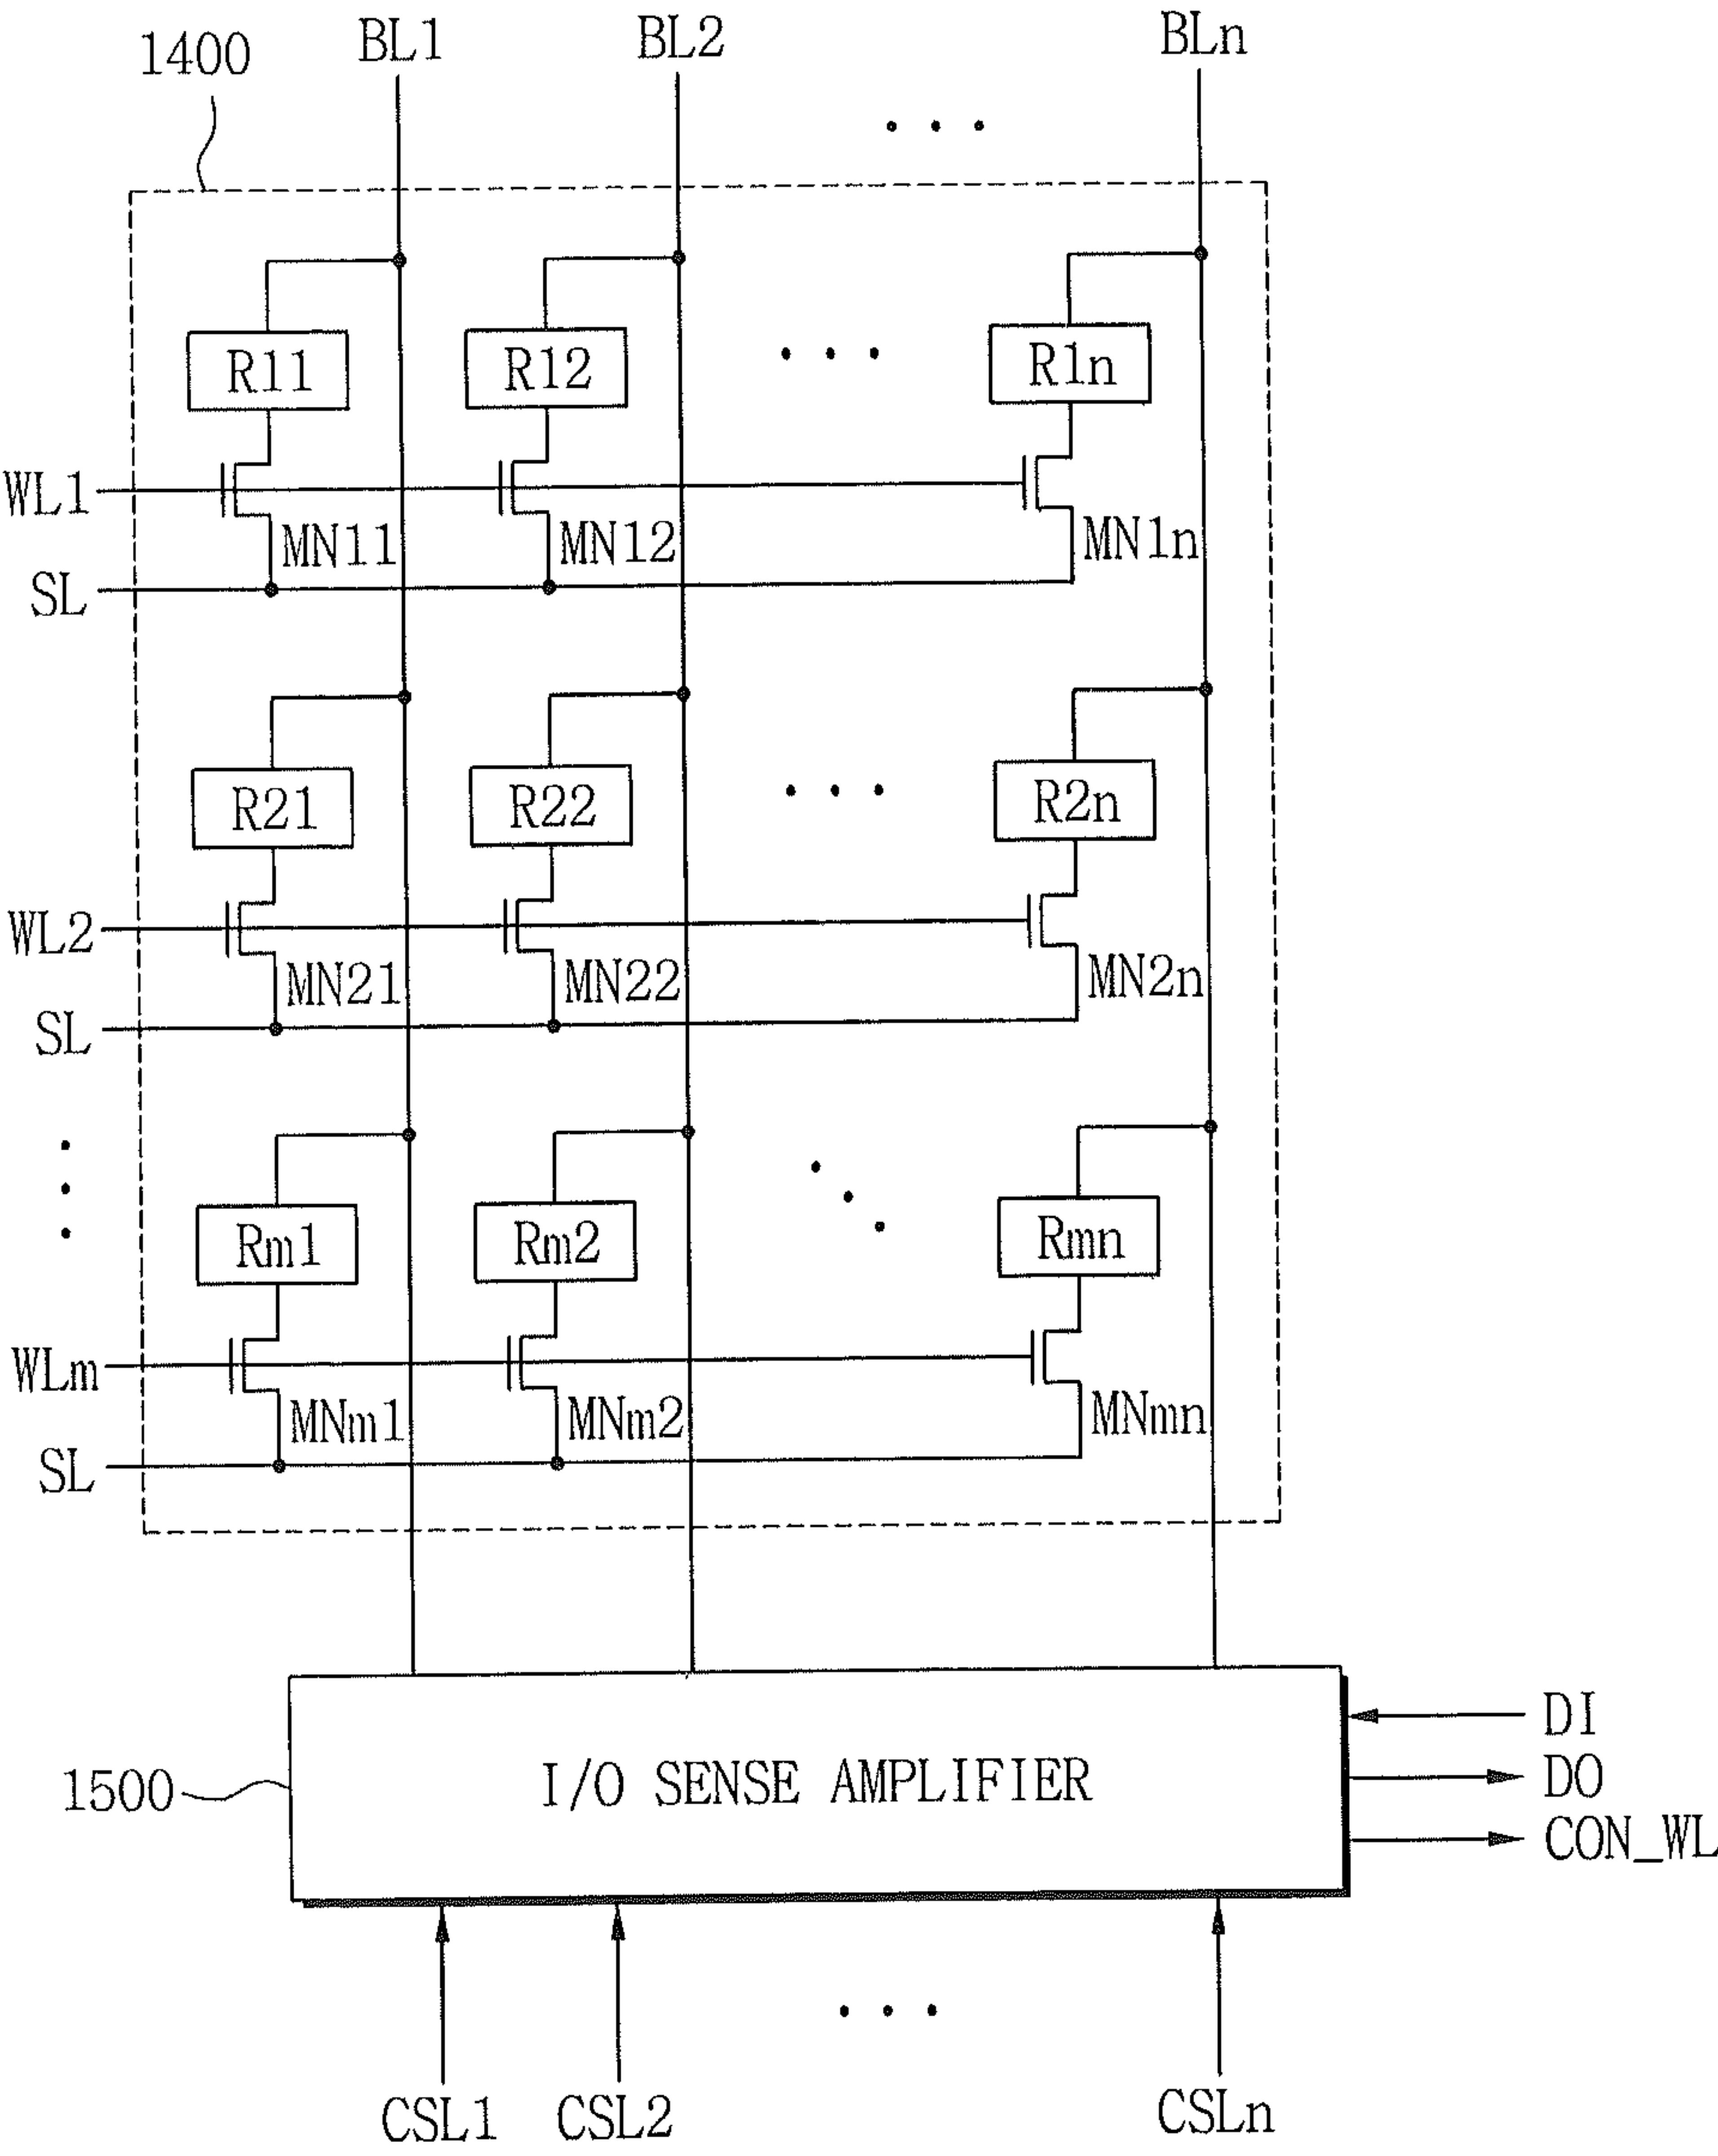 1400 BL1 BL2 BLn
R11 R12 R1n
WL1
MN11 MN12 MN1n
SL
R21 R22 R2n
WL2
MN21 MN22 MN2n
SL
Rm1 Rm2 Rmn
WLm
MNm1 MNm2 MNmn
SL
DI
1500 I/O SENSE AMPLIFIER DO
CON_WL
CSL1 CSL2 CSLn